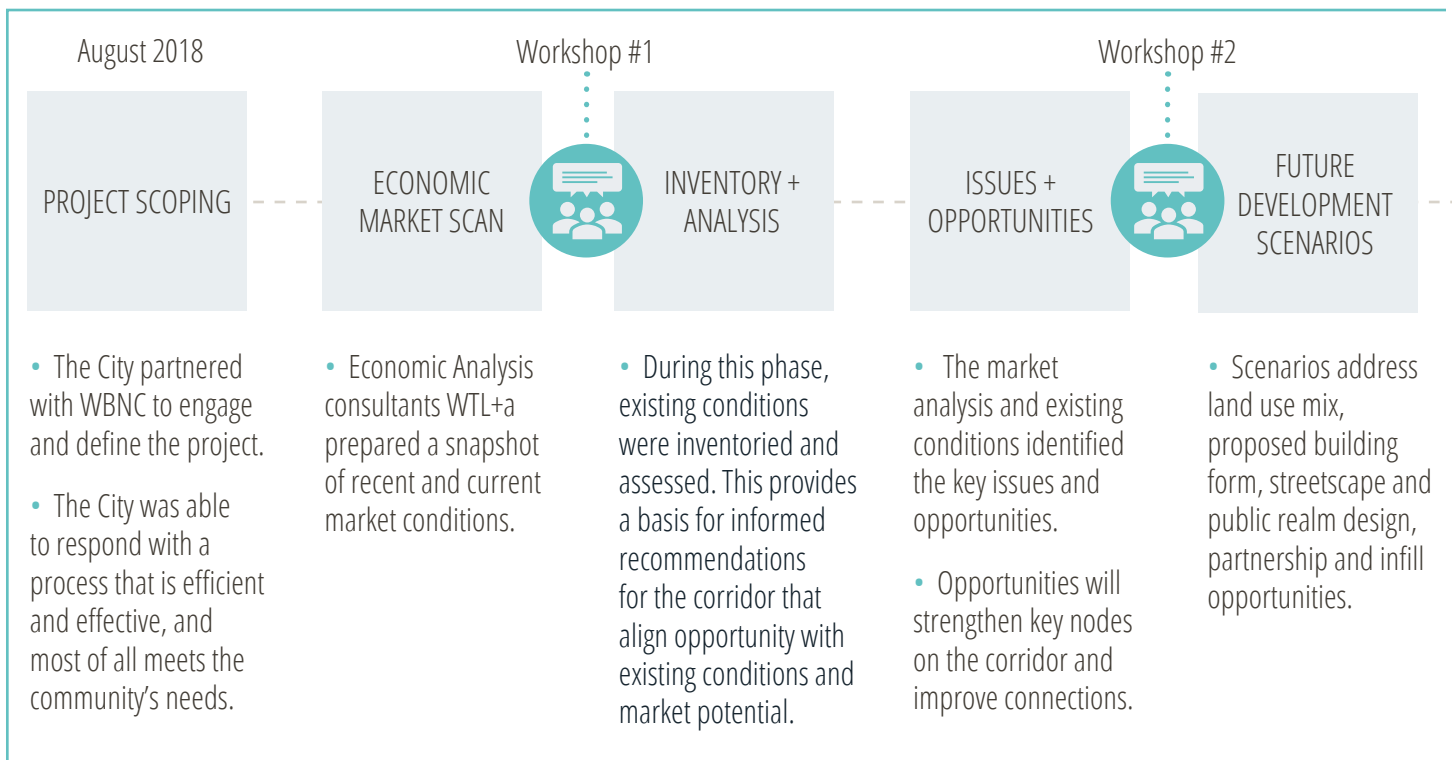 August 2018
Workshop #1
Workshop #2
PROJECT SCOPING
ECONOMIC
MARKET SCAN
INVENTORY +
ANALYSIS
ISSUES +
OPPORTUNITIES
FUTURE
DEVELOPMENT
SCENARIOS
• The City partnered
with WBNC to engage
and define the project.
• The City was able
to respond with a
process that is efficient
and effective, and
most of all meets the
community’s needs.
• Economic Analysis
consultants WTL+a
prepared a snapshot
of recent and current
market conditions.
• During this phase,
existing conditions
were inventoried and
assessed. This provides
a basis for informed
recommendations
for the corridor that
align opportunity with
existing conditions and
market potential.
• The market
analysis and existing
conditions identified
the key issues and
opportunities.
• Opportunities will
strengthen key nodes
on the corridor and
improve connections.
• Scenarios address
land use mix,
proposed building
form, streetscape and
public realm design,
partnership and infill
opportunities.